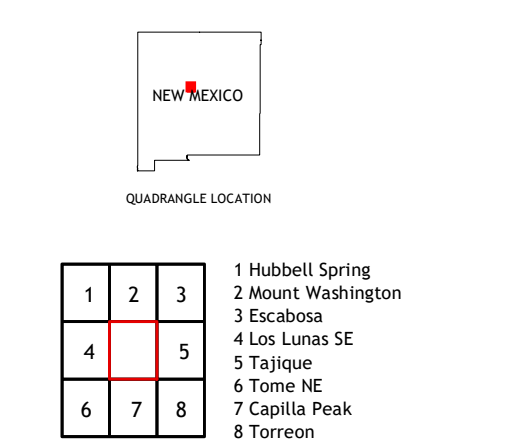 NEW MEXICO
QUADRANGLE LOCATION
1 2 3
4 5
6 7 8
1 Hubbell Spring
2 Mount Washington
3 Escabosa
4 Los Lunas SE
5 Tajique
6 Tome NE
7 Capilla Peak
8 Torreon